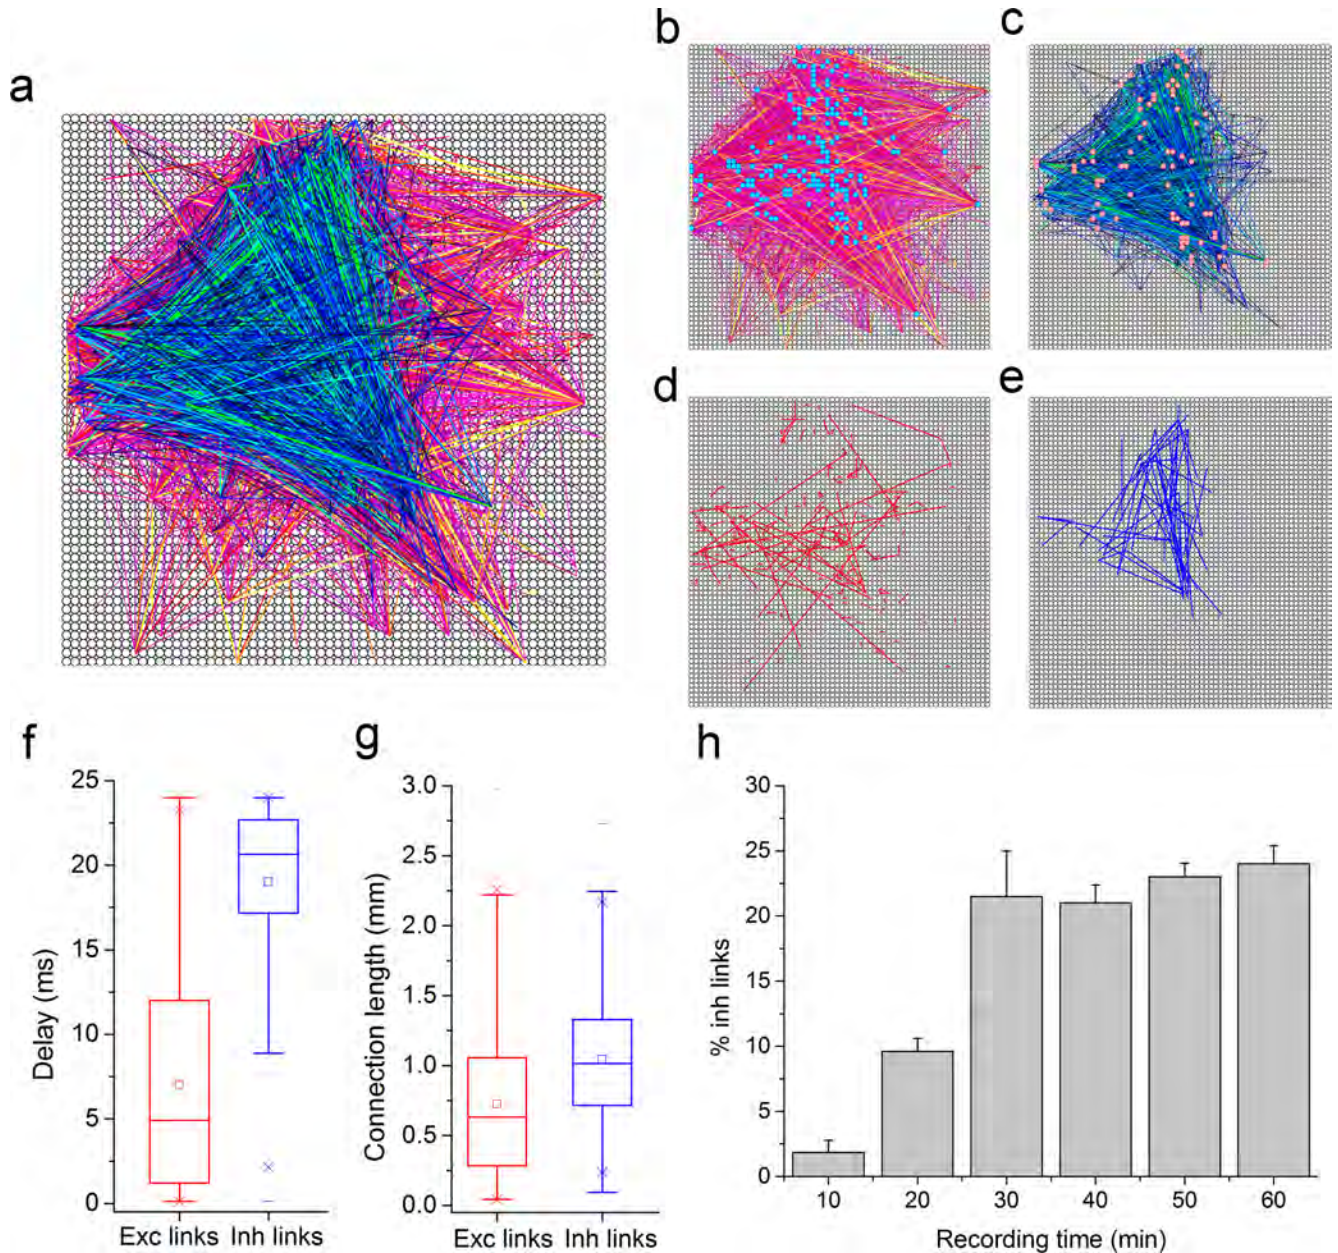 a
b
c
d
e
f
g
h
25
20
15
10
5
0
Delay (ms)
Exc links
Inh links
3.0
2.5
2.0
1.5
1.0
0.5
0.0
Connection length (mm)
Exc links
Inh links
30
25
20
15
10
5
0
% inh links
10 20 30 40 50 60
Recording time (min)